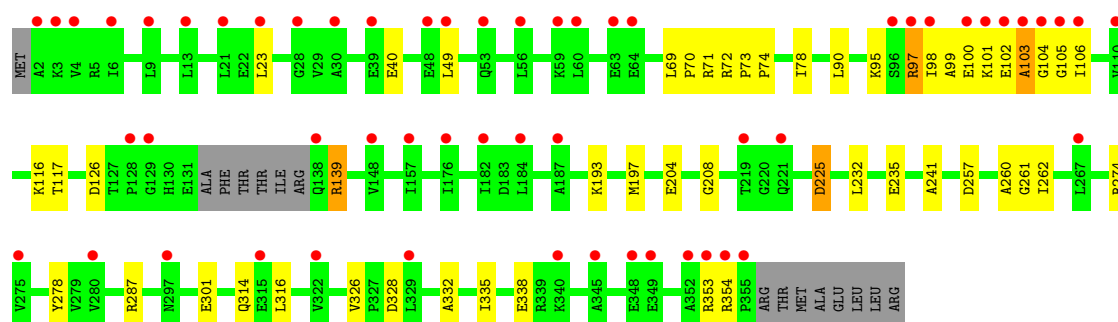 MET A2 K3 V4 R5 I6 L9 L13 L21 E22 L23 G28 V29 A30 E39 E40 E48 L49 Q53 L56 K59 L60 E63 E64 L69 P70 R71 R72 P73 P74 I78 L90 K95 S96 R97 I98 A99 E100 K101 E102 A103 G104 G105 I106
K116 T117 D126 T127 P128 G129 H130 E131 ALA PHE THR THR ILE ARG Q138 R139 V148 I157 I176 I182 D183 L184 A187 K193 M197 E204 G208 T219 G220 Q221 D225 L232 E235 A241 D257 A260 G261 I262 L267
V275 Y278 V279 V280 R287 N297 E301 Q314 E315 L316 V322 V326 P327 D328 L329 A332 I335 E338 R339 K340 A345 E348 E349 A352 R353 R354 P355 ARG THR MET ALA GLU LEU LEU ARG